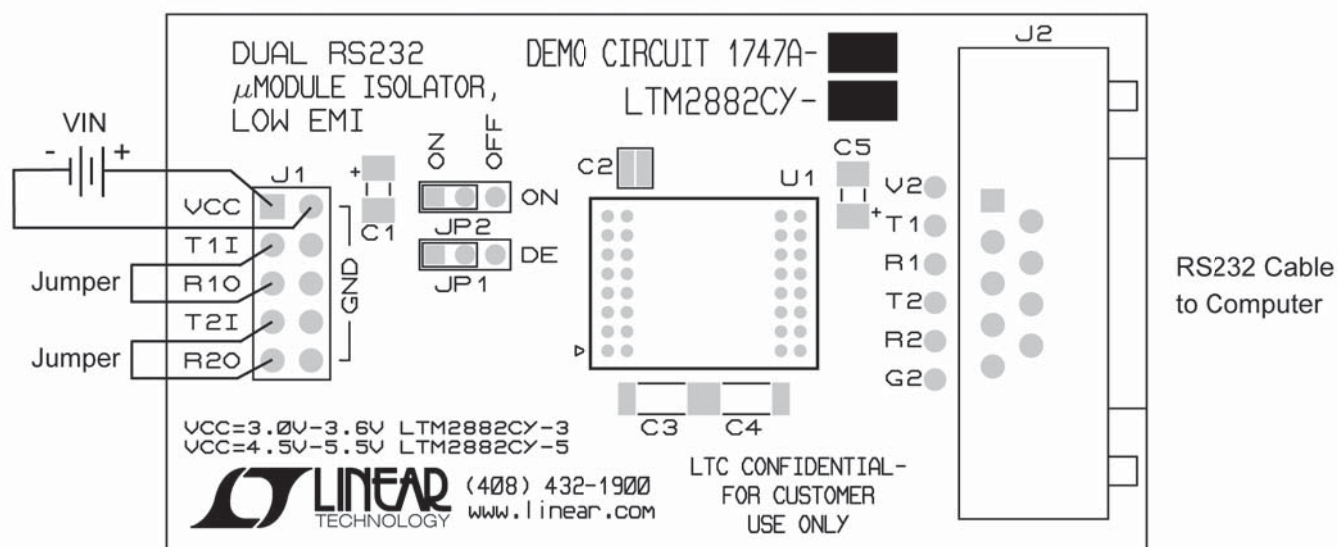 DUAL RS232
µMODULE ISOLATOR,
LOW EMI
DEMO CIRCUIT 1747A-
LTM2882CY-
J2
VIN
- +
J1
VCC
T1I
R1O
T2I
R2O
GND
Jumper
Jumper
+
C1
ON
OFF
ON
JP2
DE
JP1
C2
U1
C5
+
V2
T1
R1
T2
R2
G2
C3
C4
RS232 Cable
to Computer
VCC=3.0V-3.6V LTM2882CY-3
VCC=4.5V-5.5V LTM2882CY-5
LINEAR
TECHNOLOGY
(408) 432-1900
www.linear.com
LTC CONFIDENTIAL-
FOR CUSTOMER
USE ONLY